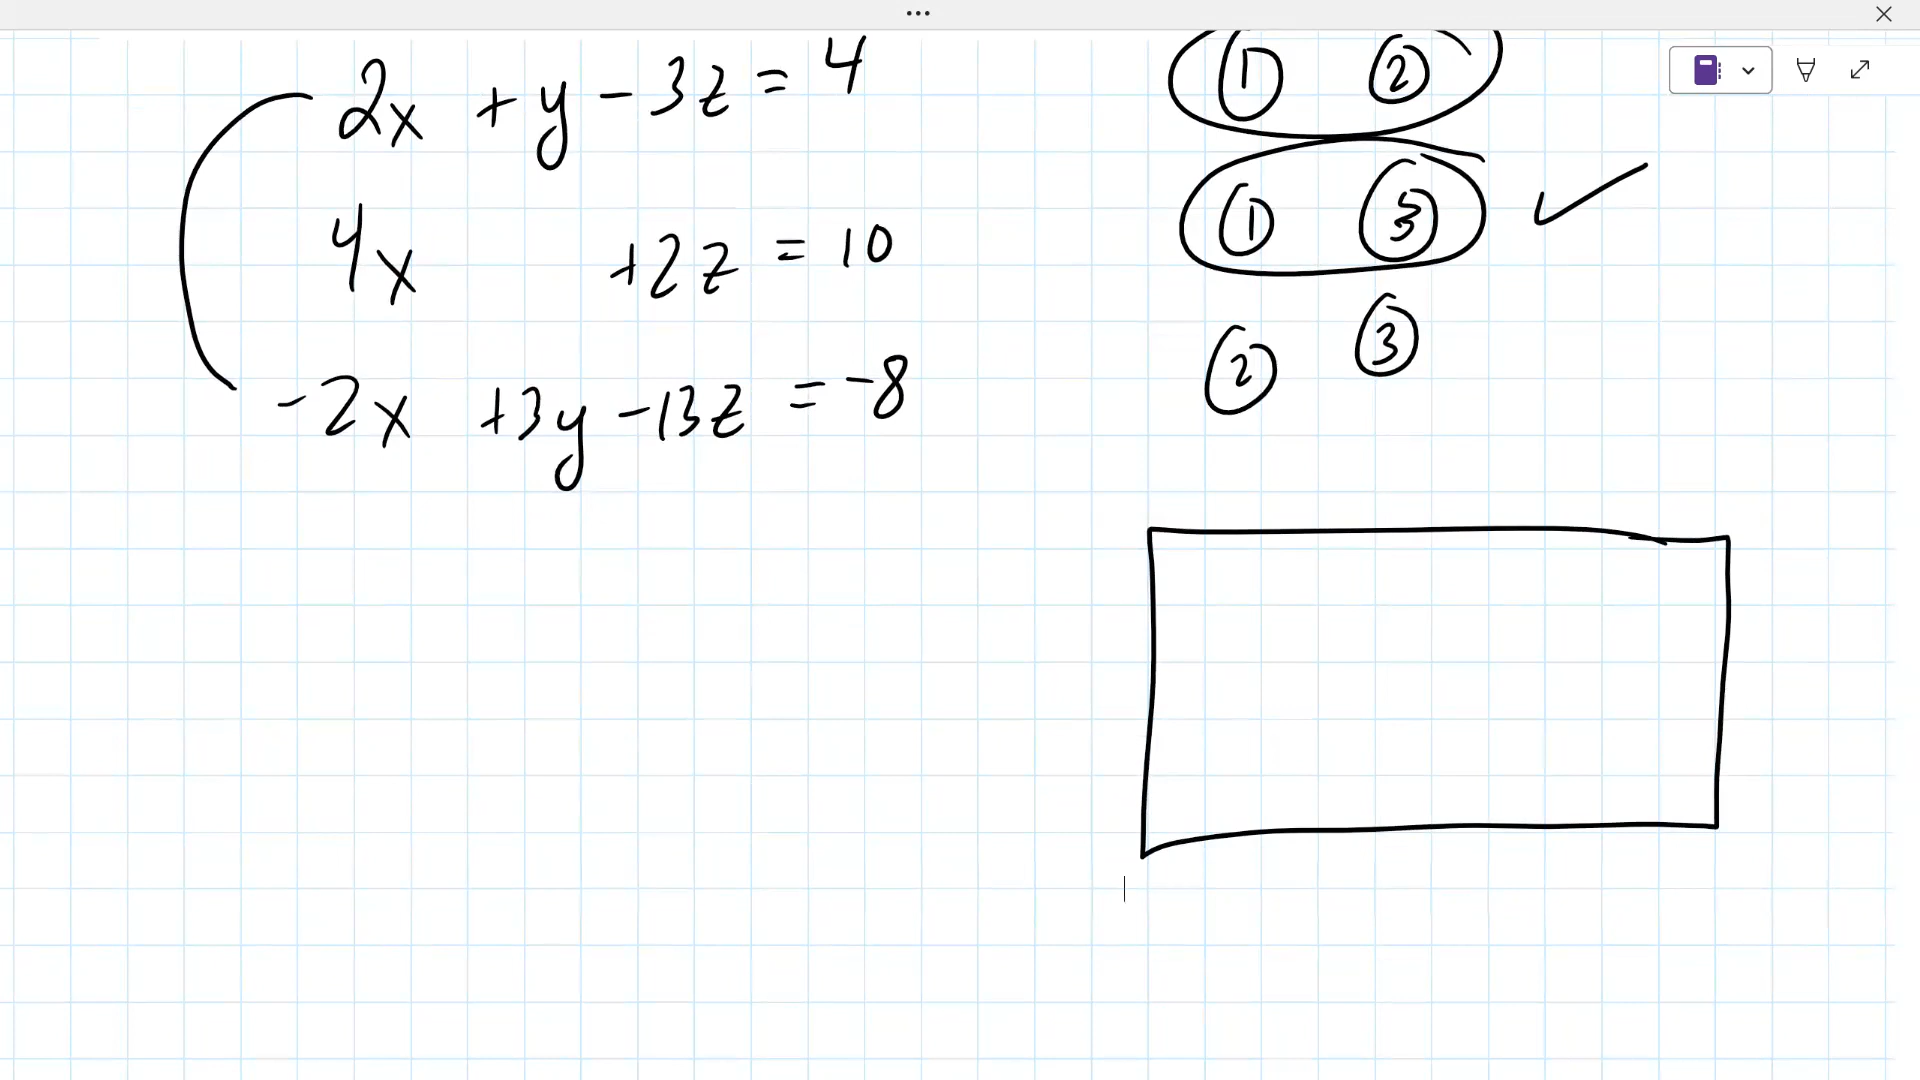 2x + y - 3z = 4
4x +2z = 10
-2x +3y -13z = -8
① ②
① ③
② ③